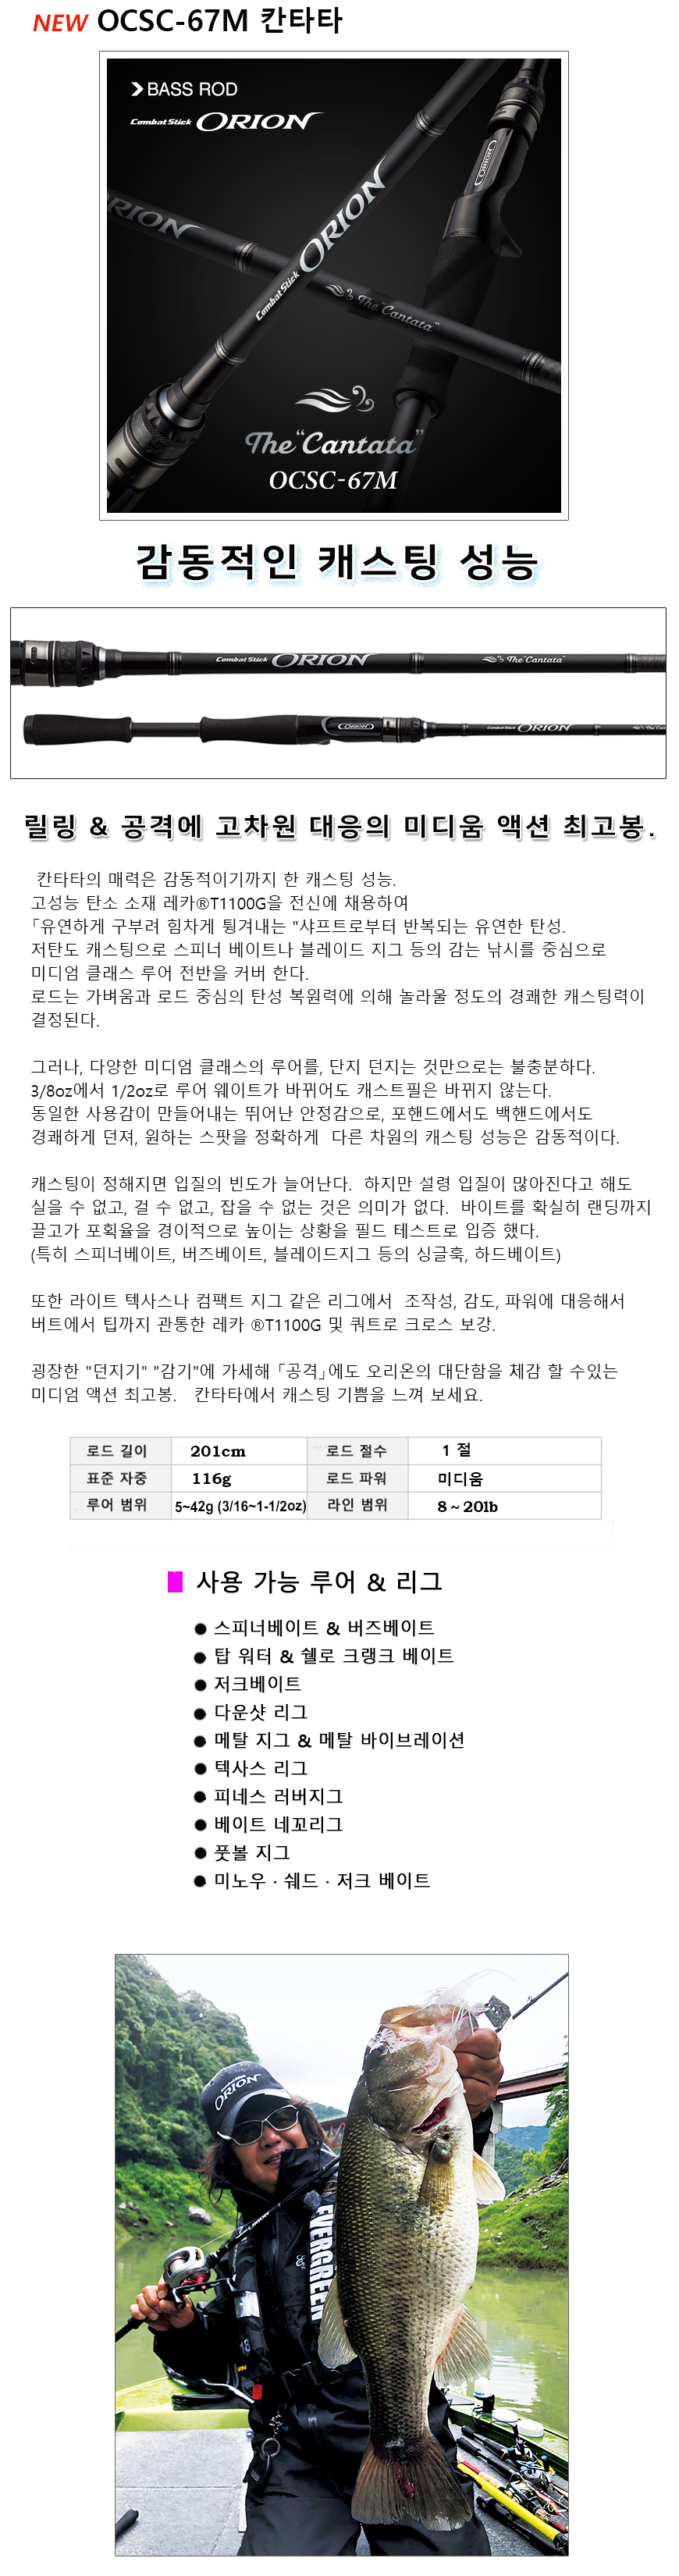 NEW OCSC-67M 칸타타
BASS ROD
Combat Stick ORION
ORION
ORION
Combat Stick ORION
The "Cantata"
The "Cantata"
OCSC-67M
감동적인 캐스팅 성능
Combat Stick ORION The "Cantata"
ORION Combat Stick ORION The "Ca
릴링 & 공격에 고차원 대응의 미디움 액션 최고봉.
칸타타의 매력은 감동적이기까지 한 캐스팅 성능.
고성능 탄소 소재 레카®T1100G을 전신에 채용하여
「유연하게 구부려 힘차게 튕겨내는 "샤프트로부터 반복되는 유연한 탄성.
저탄도 캐스팅으로 스피너 베이트나 블레이드 지그 등의 감는 낚시를 중심으로
미디엄 클래스 루어 전반을 커버 한다.
로드는 가벼움과 로드 중심의 탄성 복원력에 의해 놀라울 정도의 경쾌한 캐스팅력이
결정된다.
그러나, 다양한 미디엄 클래스의 루어를, 단지 던지는 것만으로는 불충분하다.
3/8oz에서 1/2oz로 루어 웨이트가 바뀌어도 캐스트필은 바뀌지 않는다.
동일한 사용감이 만들어내는 뛰어난 안정감으로, 포핸드에서도 백핸드에서도
경쾌하게 던져, 원하는 스팟을 정확하게 다른 차원의 캐스팅 성능은 감동적이다.
캐스팅이 정해지면 입질의 빈도가 늘어난다. 하지만 설령 입질이 많아진다고 해도
실을 수 없고, 걸 수 없고, 잡을 수 없는 것은 의미가 없다. 바이트를 확실히 랜딩까지
끌고가 포획율을 경이적으로 높이는 상황을 필드 테스트로 입증 했다.
(특히 스피너베이트, 버즈베이트, 블레이드지그 등의 싱글훅, 하드베이트)
또한 라이트 텍사스나 컴팩트 지그 같은 리그에서 조작성, 감도, 파워에 대응해서
버트에서 팁까지 관통한 레카 ®T1100G 및 쿼트로 크로스 보강.
굉장한 "던지기" "감기"에 가세해 「공격」에도 오리온의 대단함을 체감 할 수있는
미디엄 액션 최고봉. 칸타타에서 캐스팅 기쁨을 느껴 보세요.
로드 길이 201cm 로드 절수 1 절
표준 자중 116g 로드 파워 미디움
루어 범위 5~42g (3/16~1-1/2oz) 라인 범위 8 ~ 20lb
사용 가능 루어 & 리그
● 스피너베이트 & 버즈베이트
● 탑 워터 & 쉘로 크랭크 베이트
● 저크베이트
● 다운샷 리그
● 메탈 지그 & 메탈 바이브레이션
● 텍사스 리그
● 피네스 러버지그
● 베이트 네꼬리그
● 풋볼 지그
● 미노우 · 쉐드 · 저크 베이트
ORION
ORION
EVERGREEN